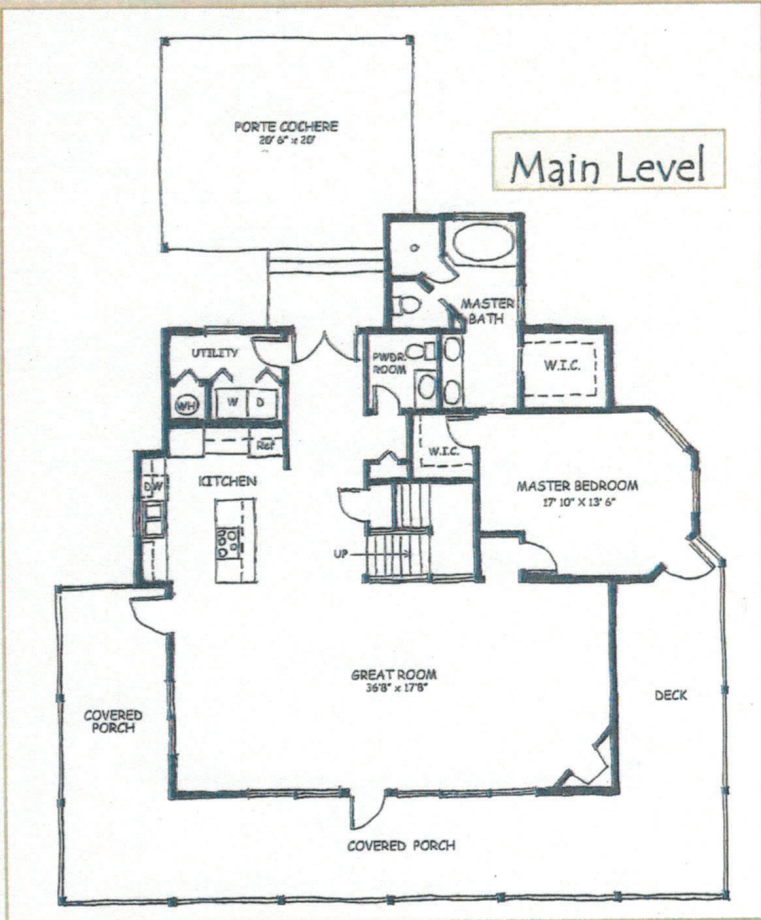 PORTE COCHERE
20' 6" x 20'
Main Level
MASTER
BATH
UTILITY
PWDR.
ROOM
W.I.C.
WH
W
D
Ref
W.I.C.
KITCHEN
DW
MASTER BEDROOM
17' 10" X 13' 6"
UP
GREAT ROOM
36'8" x 17'8"
DECK
COVERED
PORCH
COVERED PORCH